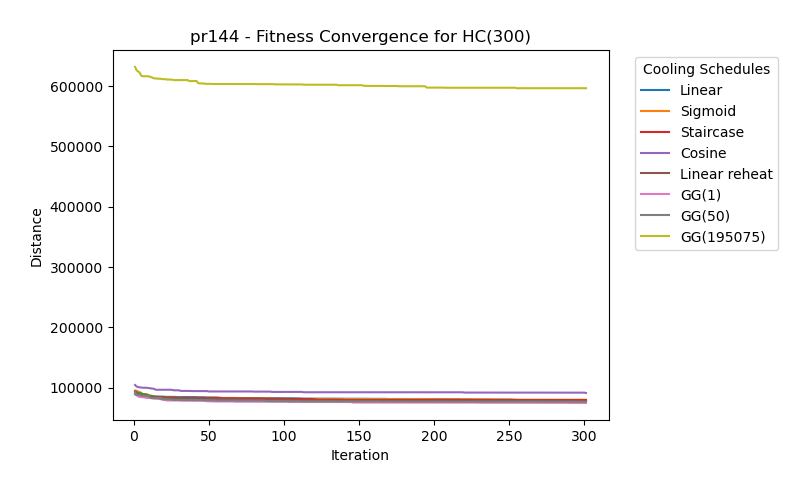 pr144 - Fitness Convergence for HC(300)
Cooling Schedules
Linear
Sigmoid
Staircase
Cosine
Linear reheat
GG(1)
GG(50)
GG(195075)
Distance
600000
500000
400000
300000
200000
100000
0 50 100 150 200 250 300
Iteration